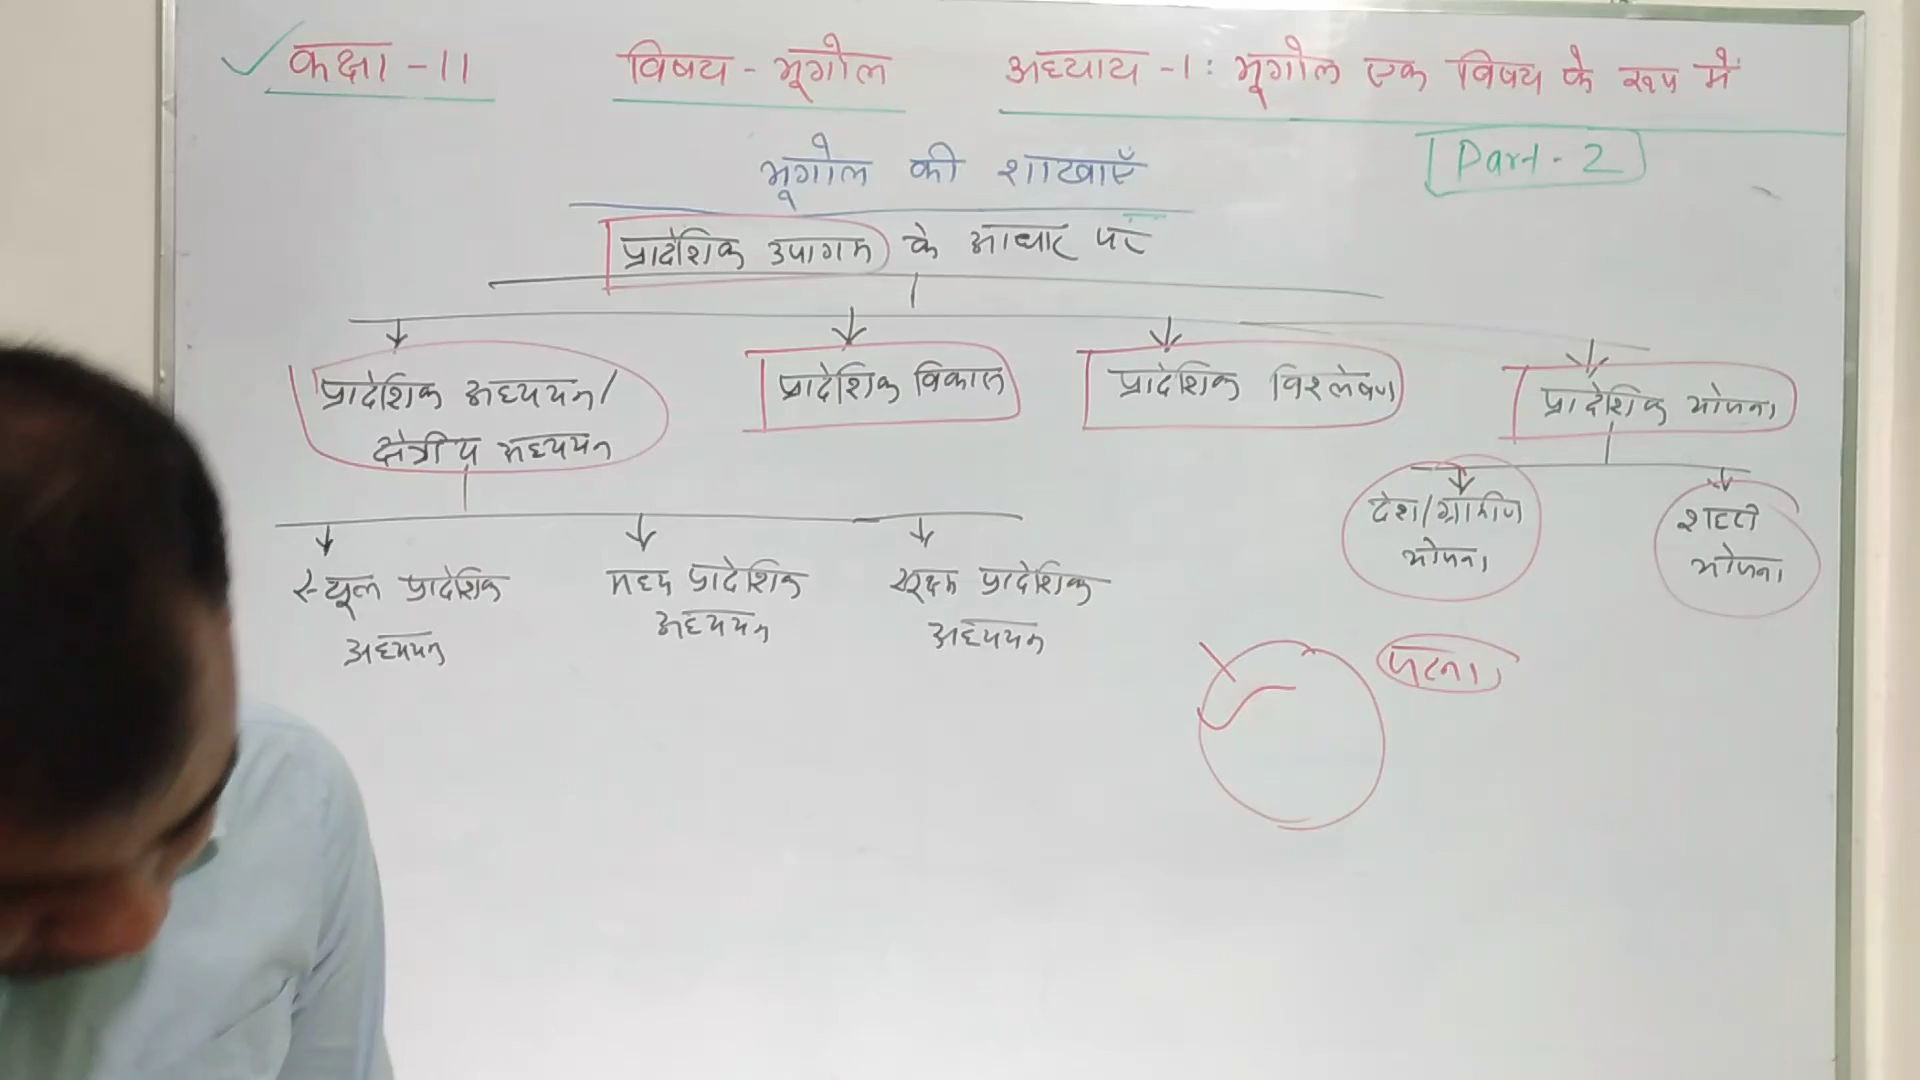 कक्षा - 11 विषय - भूगोल अध्याय - 1 : भूगोल एक विषय के रूप में
Part - 2
भूगोल की शाखाएँ
प्रादेशिक उपागम के आधार पर
प्रादेशिक अध्ययन/
क्षेत्रीय अध्ययन
प्रादेशिक विकास
प्रादेशिक विश्लेषण
प्रादेशिक योजना
स्थूल प्रादेशिक
अध्ययन
मध्य प्रादेशिक
अध्ययन
सूक्ष्म प्रादेशिक
अध्ययन
देश/ग्रामिण
योजना
शहरी
योजना
पटना